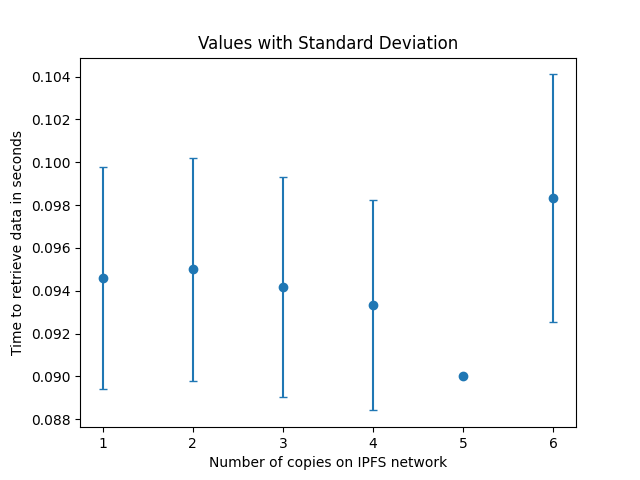 Values with Standard Deviation
Time to retrieve data in seconds
0.104
0.102
0.100
0.098
0.096
0.094
0.092
0.090
0.088
1 2 3 4 5 6
Number of copies on IPFS network